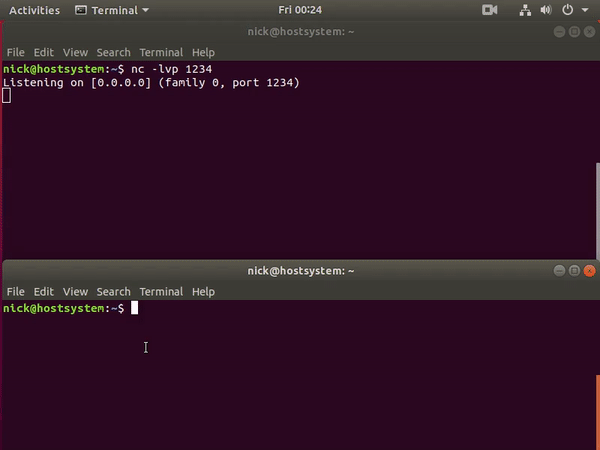 Activities Terminal Fri 00:24
nick@hostsystem: ~
File Edit View Search Terminal Help
nick@hostsystem:~$ nc -lvp 1234
Listening on [0.0.0.0] (family 0, port 1234)
nick@hostsystem: ~
File Edit View Search Terminal Help
nick@hostsystem:~$